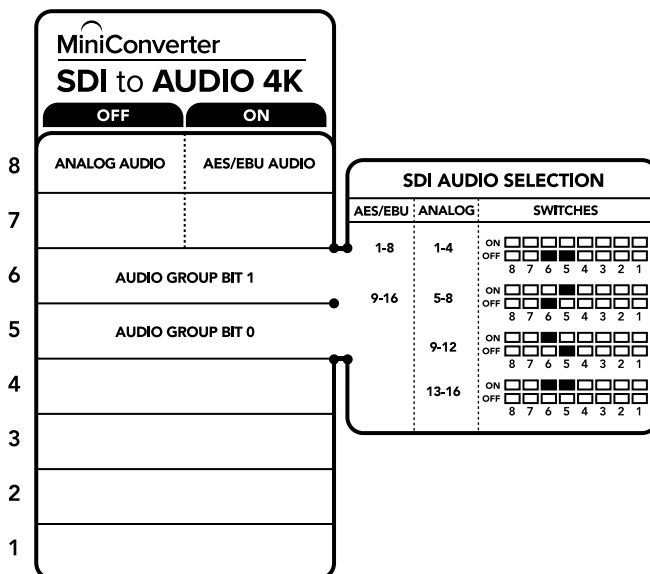 MiniConverter
SDI to AUDIO 4K
OFF ON
8 ANALOG AUDIO AES/EBU AUDIO
7
6 AUDIO GROUP BIT 1
5 AUDIO GROUP BIT 0
4
3
2
1
SDI AUDIO SELECTION
AES/EBU ANALOG SWITCHES
1-8 1-4 ON
OFF
8 7 6 5 4 3 2 1
9-16 5-8 ON
OFF
8 7 6 5 4 3 2 1
9-12 ON
OFF
8 7 6 5 4 3 2 1
13-16 ON
OFF
8 7 6 5 4 3 2 1